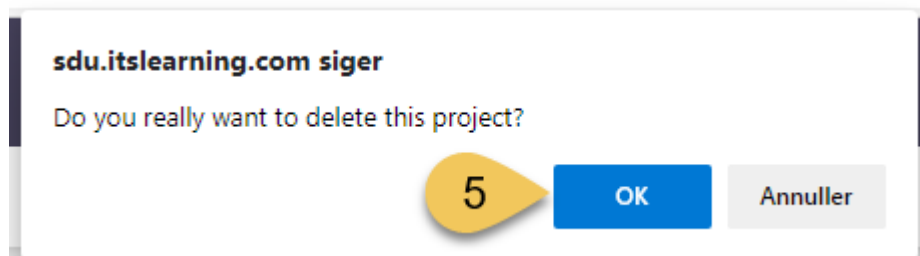 sdu.itslearning.com siger
Do you really want to delete this project?
5 OK Annuller